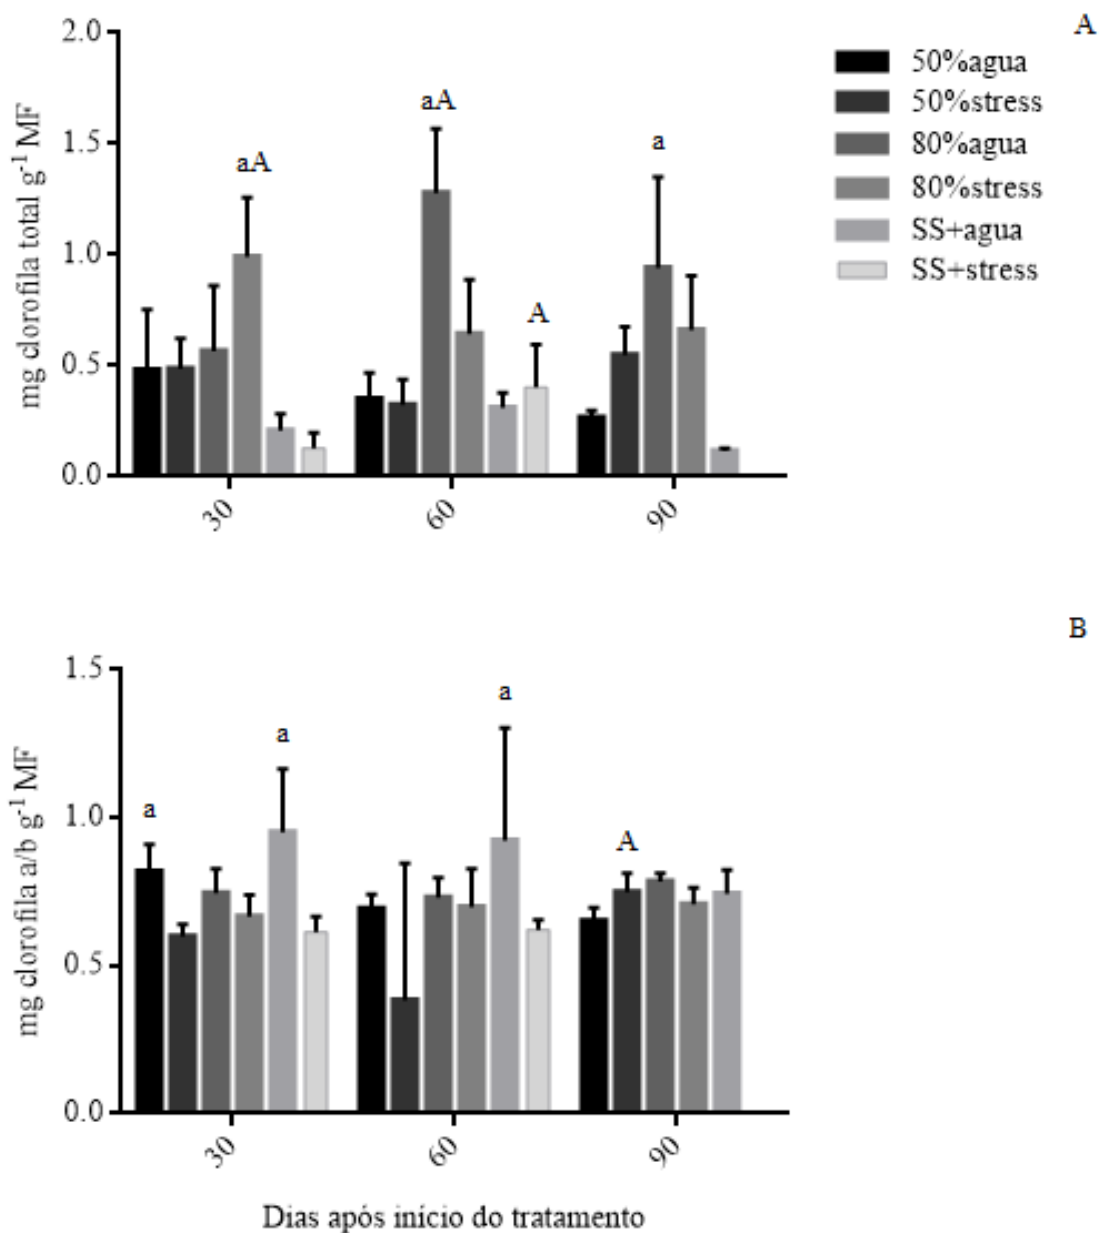 A
2.0
1.5
1.0
0.5
0.0
mg clorofila total g-1 MF
aA
aA
A
a
30
60
90
50%agua
50%stress
80%agua
80%stress
SS+agua
SS+stress
B
1.5
1.0
0.5
0.0
mg clorofila a/b g-1 MF
a
a
a
A
30
60
90
Dias após início do tratamento